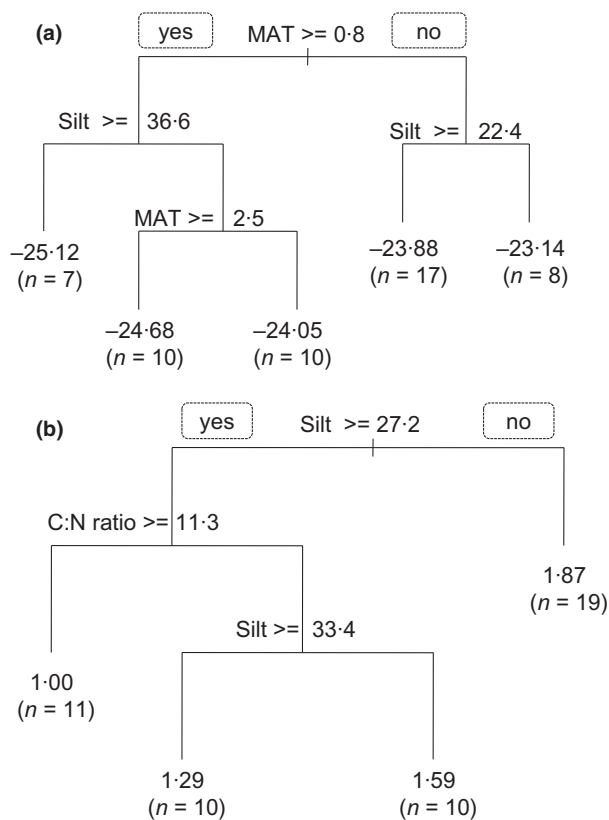 (a)
yes
MAT >= 0·8
no
Silt >= 36·6
Silt >= 22·4
MAT >= 2·5
–25·12
(n = 7)
–23·88
(n = 17)
–23·14
(n = 8)
–24·68
(n = 10)
–24·05
(n = 10)
(b)
yes
Silt >= 27·2
no
C:N ratio >= 11·3
1·87
(n = 19)
Silt >= 33·4
1·00
(n = 11)
1·29
(n = 10)
1·59
(n = 10)